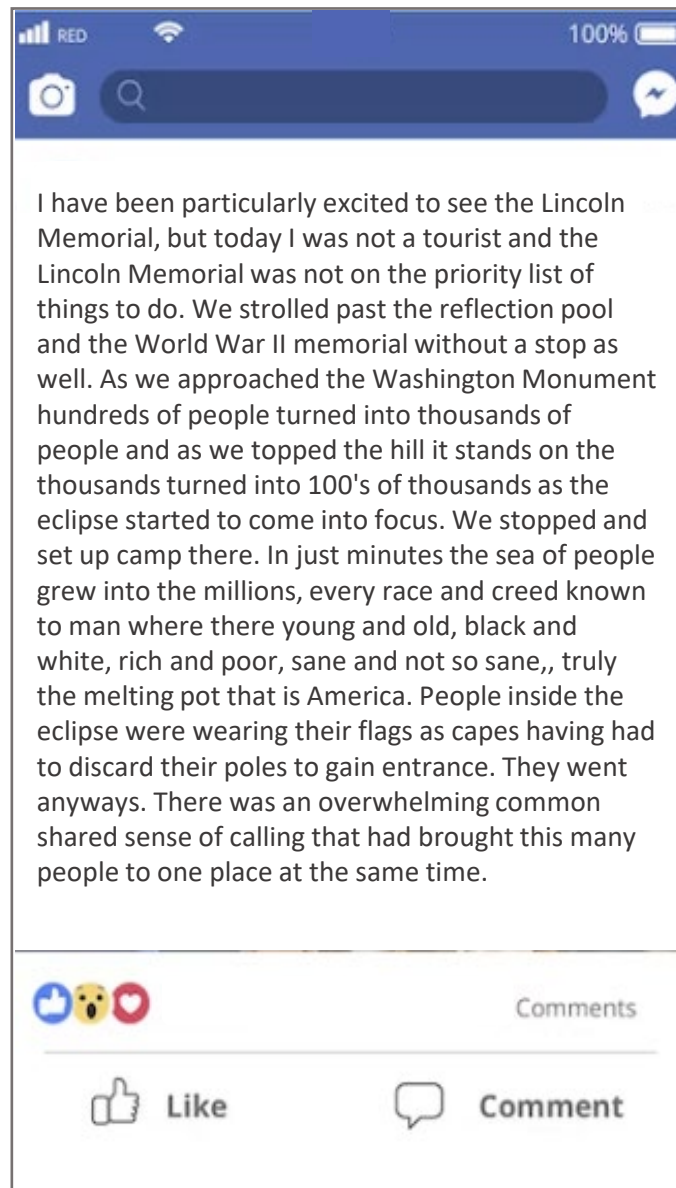 RED 100%
I have been particularly excited to see the Lincoln
Memorial, but today I was not a tourist and the
Lincoln Memorial was not on the priority list of
things to do. We strolled past the reflection pool
and the World War II memorial without a stop as
well. As we approached the Washington Monument
hundreds of people turned into thousands of
people and as we topped the hill it stands on the
thousands turned into 100's of thousands as the
eclipse started to come into focus. We stopped and
set up camp there. In just minutes the sea of people
grew into the millions, every race and creed known
to man where there young and old, black and
white, rich and poor, sane and not so sane,, truly
the melting pot that is America. People inside the
eclipse were wearing their flags as capes having had
to discard their poles to gain entrance. They went
anyways. There was an overwhelming common
shared sense of calling that had brought this many
people to one place at the same time.
Comments
Like Comment